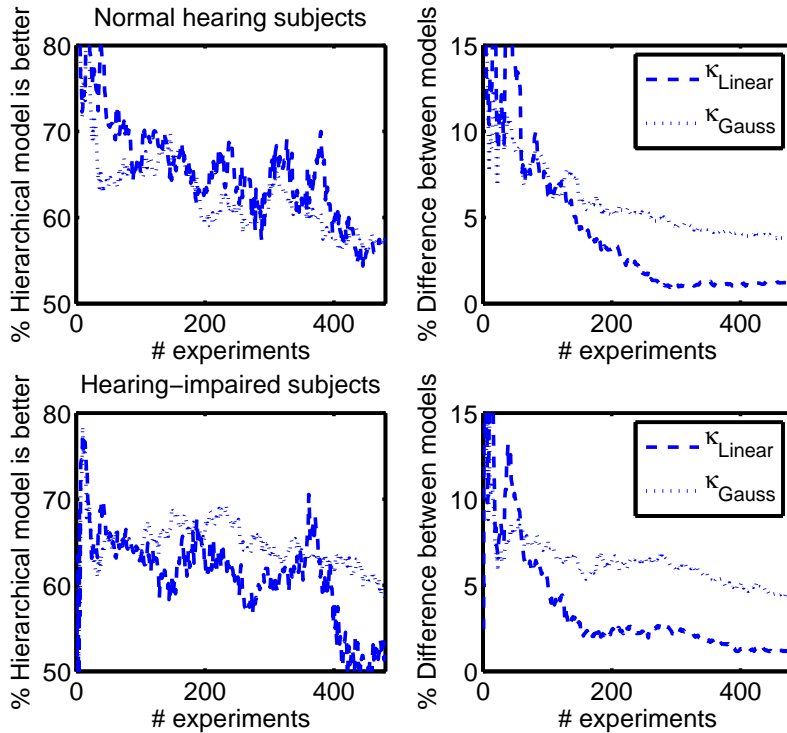 Normal hearing subjects
% Hierarchical model is better
80
70
60
50
0
200
400
# experiments
% Difference between models
15
10
5
0
0
200
400
# experiments
κLinear
κGauss
Hearing−impaired subjects
% Hierarchical model is better
80
70
60
50
0
200
400
# experiments
% Difference between models
15
10
5
0
0
200
400
# experiments
κLinear
κGauss